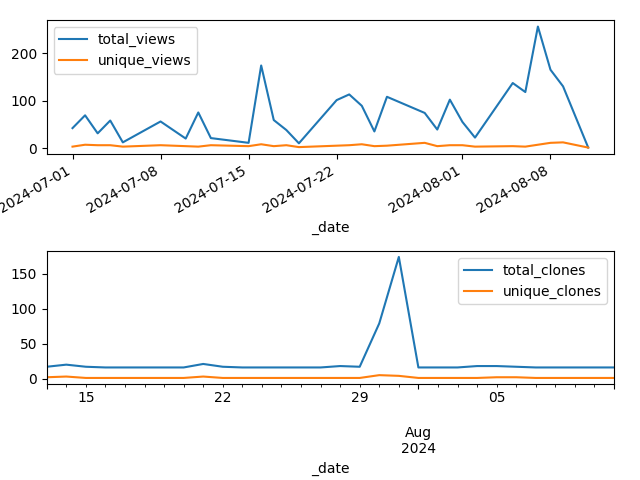 total_views
unique_views
200
100
0
2024-07-01
2024-07-08
2024-07-15
2024-07-22
2024-08-01
2024-08-08
_date
total_clones
unique_clones
150
100
50
0
15
22
29
05
Aug
2024
_date